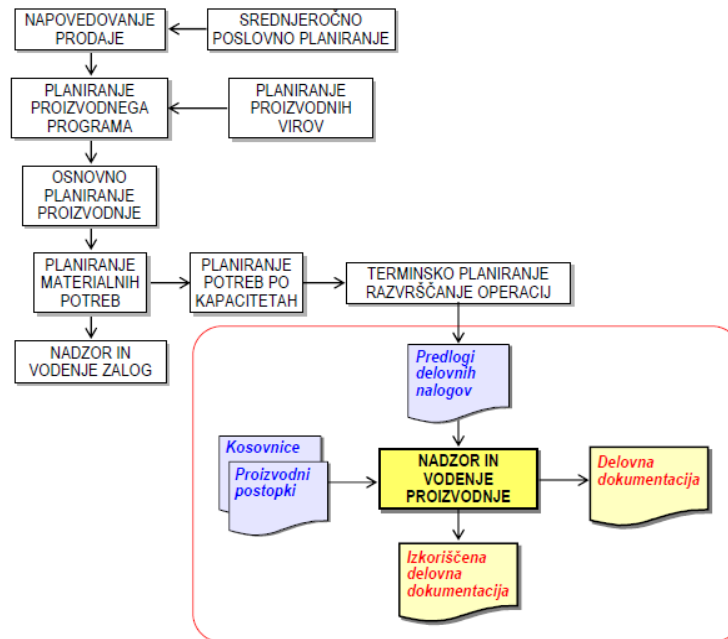 NAPOVEDOVANJE
PRODAJE
SREDNJEROČNO
POSLOVNO PLANIRANJE
PLANIRANJE
PROIZVODNEGA
PROGRAMA
PLANIRANJE
PROIZVODNIH
VIROV
OSNOVNO
PLANIRANJE
PROIZVODNJE
PLANIRANJE
MATERIALNIH
POTREB
PLANIRANJE
POTREB PO
KAPACITETAH
TERMINSKO PLANIRANJE
RAZVRŠČANJE OPERACIJ
NADZOR IN
VODENJE ZALOG
Predlogi
delovnih
nalogov
Kosovnice
Proizvodni
postopki
NADZOR IN
VODENJE
PROIZVODNJE
Delovna
dokumentacija
Izkoriščena
delovna
dokumentacija